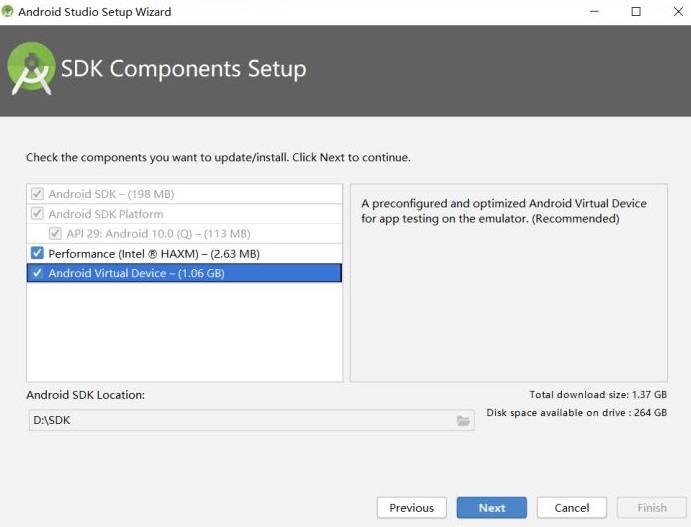 Android Studio Setup Wizard
SDK Components Setup
Check the components you want to update/install. Click Next to continue.
Android SDK – (198 MB)
Android SDK Platform
API 29: Android 10.0 (Q) – (113 MB)
Performance (Intel ® HAXM) – (2.63 MB)
Android Virtual Device – (1.06 GB)
A preconfigured and optimized Android Virtual Device
for app testing on the emulator. (Recommended)
Android SDK Location:
D:\SDK
Total download size: 1.37 GB
Disk space available on drive : 264 GB
Previous
Next
Cancel
Finish